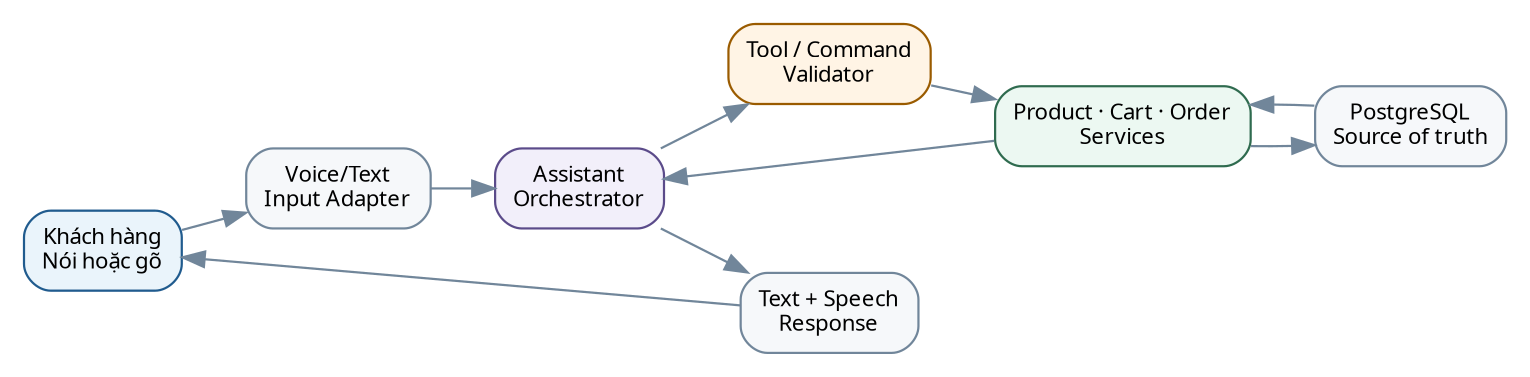 Tool / Command
Validator
Product · Cart · Order
Services
PostgreSQL
Source of truth
Voice/Text
Input Adapter
Assistant
Orchestrator
Khách hàng
Nói hoặc gõ
Text + Speech
Response